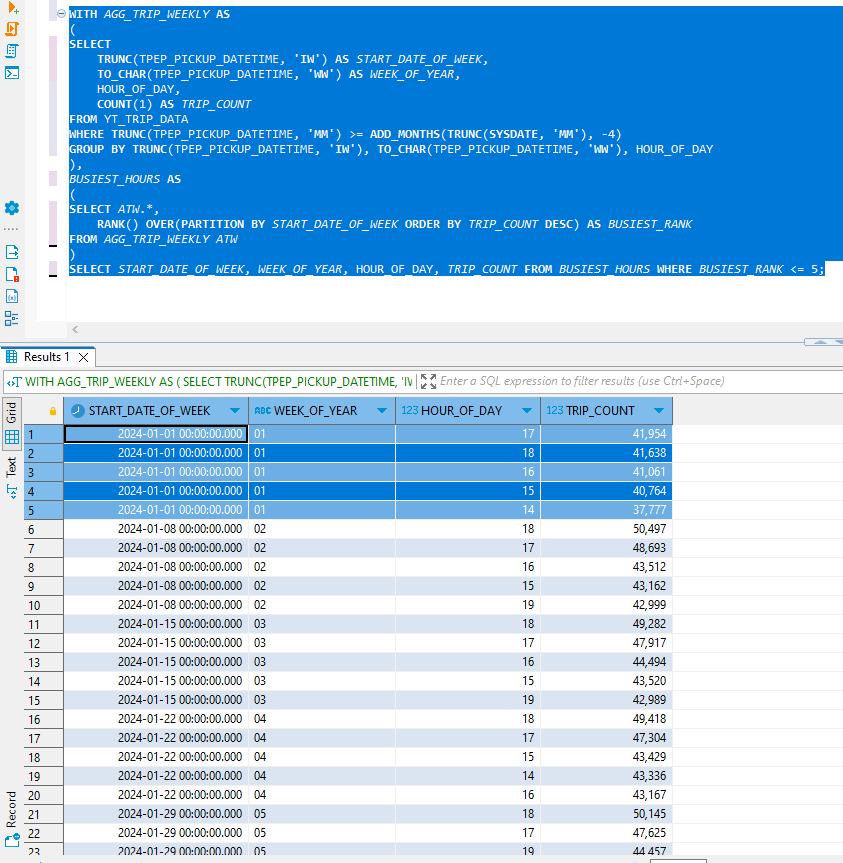 WITH AGG_TRIP_WEEKLY AS
(
SELECT
TRUNC(TPEP_PICKUP_DATETIME, 'IW') AS START_DATE_OF_WEEK,
TO_CHAR(TPEP_PICKUP_DATETIME, 'WW') AS WEEK_OF_YEAR,
HOUR_OF_DAY,
COUNT(1) AS TRIP_COUNT
FROM YT_TRIP_DATA
WHERE TRUNC(TPEP_PICKUP_DATETIME, 'MM') >= ADD_MONTHS(TRUNC(SYSDATE, 'MM'), -4)
GROUP BY TRUNC(TPEP_PICKUP_DATETIME, 'IW'), TO_CHAR(TPEP_PICKUP_DATETIME, 'WW'), HOUR_OF_DAY
),
BUSIEST_HOURS AS
(
SELECT ATW.*,
RANK() OVER(PARTITION BY START_DATE_OF_WEEK ORDER BY TRIP_COUNT DESC) AS BUSIEST_RANK
FROM AGG_TRIP_WEEKLY ATW
)
SELECT START_DATE_OF_WEEK, WEEK_OF_YEAR, HOUR_OF_DAY, TRIP_COUNT FROM BUSIEST_HOURS WHERE BUSIEST_RANK <= 5;
Results 1
WITH AGG_TRIP_WEEKLY AS ( SELECT TRUNC(TPEP_PICKUP_DATETIME, 'IW Enter a SQL expression to filter results (use Ctrl+Space)
Grid
Text
Record
START_DATE_OF_WEEK ABC WEEK_OF_YEAR 123 HOUR_OF_DAY 123 TRIP_COUNT
1 2024-01-01 00:00:00.000 01 17 41,954
2 2024-01-01 00:00:00.000 01 18 41,638
3 2024-01-01 00:00:00.000 01 16 41,061
4 2024-01-01 00:00:00.000 01 15 40,764
5 2024-01-01 00:00:00.000 01 14 37,777
6 2024-01-08 00:00:00.000 02 18 50,497
7 2024-01-08 00:00:00.000 02 17 48,693
8 2024-01-08 00:00:00.000 02 16 43,512
9 2024-01-08 00:00:00.000 02 15 43,162
10 2024-01-08 00:00:00.000 02 19 42,999
11 2024-01-15 00:00:00.000 03 18 49,282
12 2024-01-15 00:00:00.000 03 17 47,917
13 2024-01-15 00:00:00.000 03 16 44,494
14 2024-01-15 00:00:00.000 03 15 43,520
15 2024-01-15 00:00:00.000 03 19 42,989
16 2024-01-22 00:00:00.000 04 18 49,418
17 2024-01-22 00:00:00.000 04 17 47,304
18 2024-01-22 00:00:00.000 04 15 43,429
19 2024-01-22 00:00:00.000 04 14 43,336
20 2024-01-22 00:00:00.000 04 16 43,167
21 2024-01-29 00:00:00.000 05 18 50,145
22 2024-01-29 00:00:00.000 05 17 47,625
23 2024-01-29 00:00:00.000 05 19 44,457